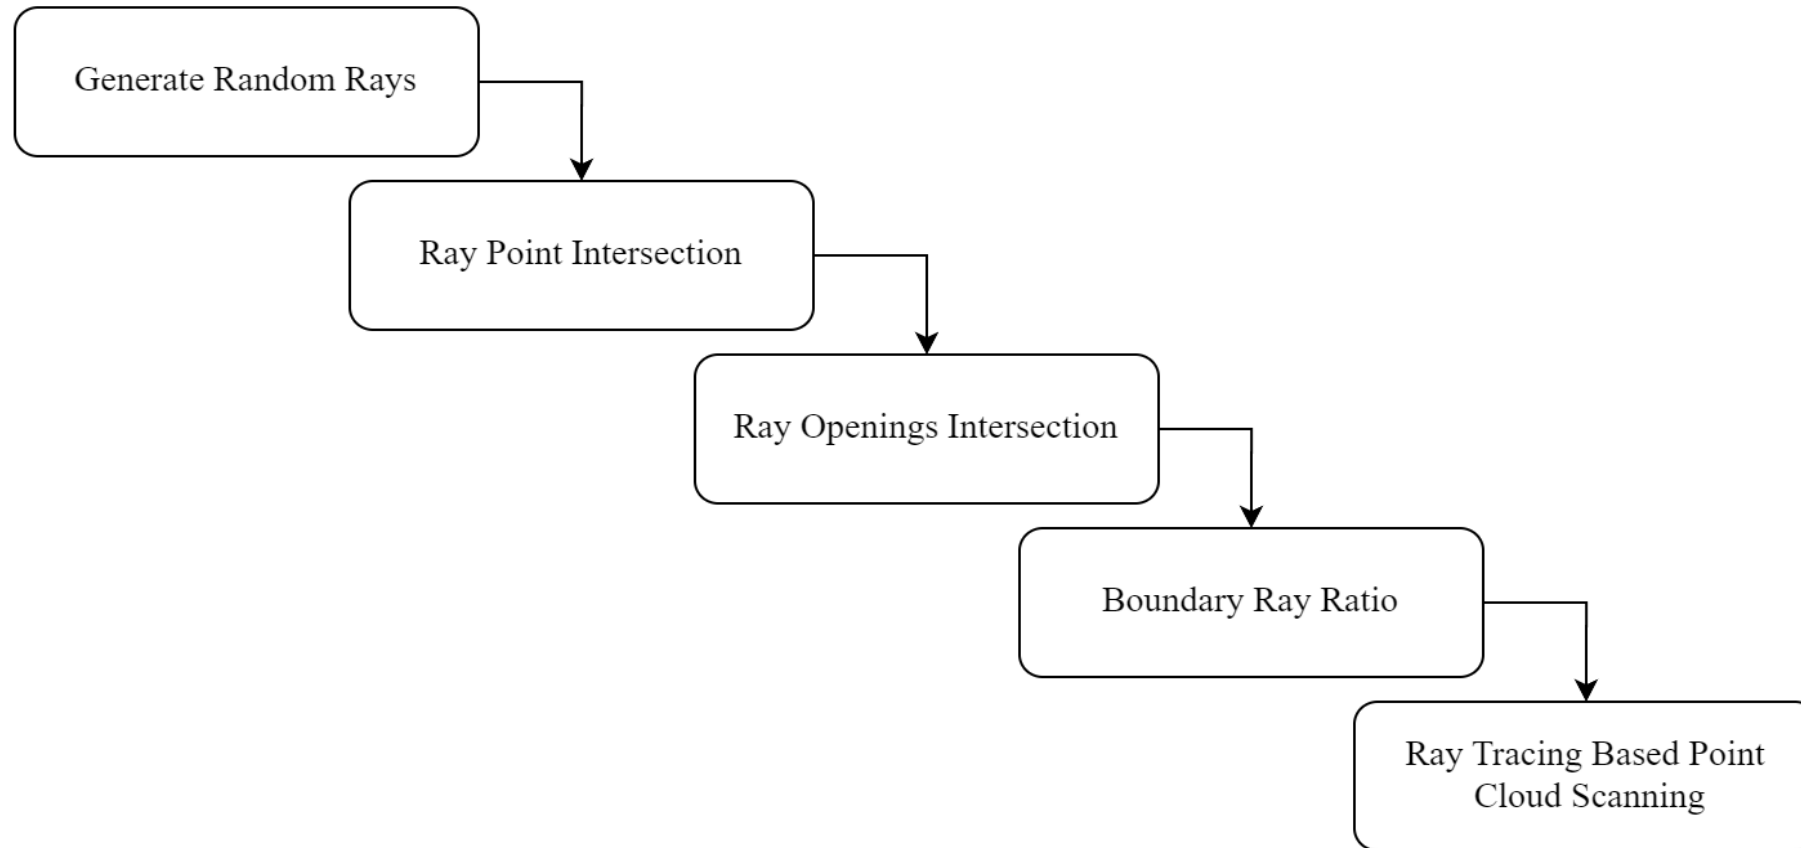 Generate Random Rays
Ray Point Intersection
Ray Openings Intersection
Boundary Ray Ratio
Ray Tracing Based Point
Cloud Scanning